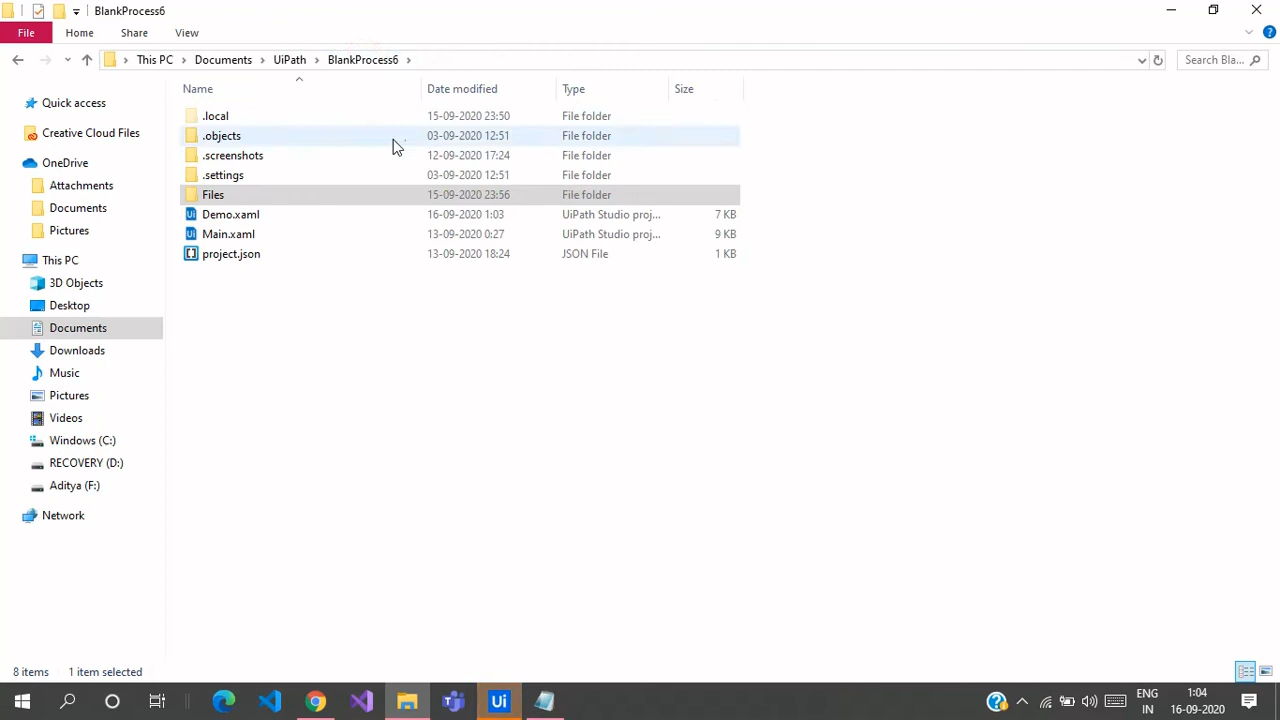 BlankProcess6
File Home Share View
This PC Documents UiPath BlankProcess6 Search Bla...
Name Date modified Type Size
.local 15-09-2020 23:50 File folder
.objects 03-09-2020 12:51 File folder
.screenshots 12-09-2020 17:24 File folder
.settings 03-09-2020 12:51 File folder
Files 15-09-2020 23:56 File folder
Demo.xaml 16-09-2020 1:03 UiPath Studio proj... 7 KB
Main.xaml 13-09-2020 0:27 UiPath Studio proj... 9 KB
project.json 13-09-2020 18:24 JSON File 1 KB
Quick access
Creative Cloud Files
OneDrive
Attachments
Documents
Pictures
This PC
3D Objects
Desktop
Documents
Downloads
Music
Pictures
Videos
Windows (C:)
RECOVERY (D:)
Aditya (F:)
Network
8 items 1 item selected
Ui
ENG
IN
1:04
16-09-2020